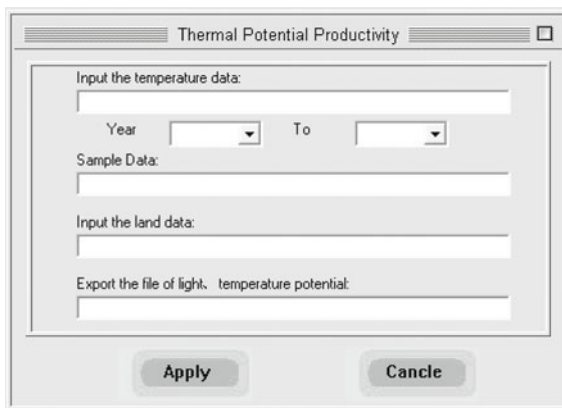 Thermal Potential Productivity
Input the temperature data:
Year To
Sample Data:
Input the land data:
Export the file of light、 temperature potential:
Apply Cancle